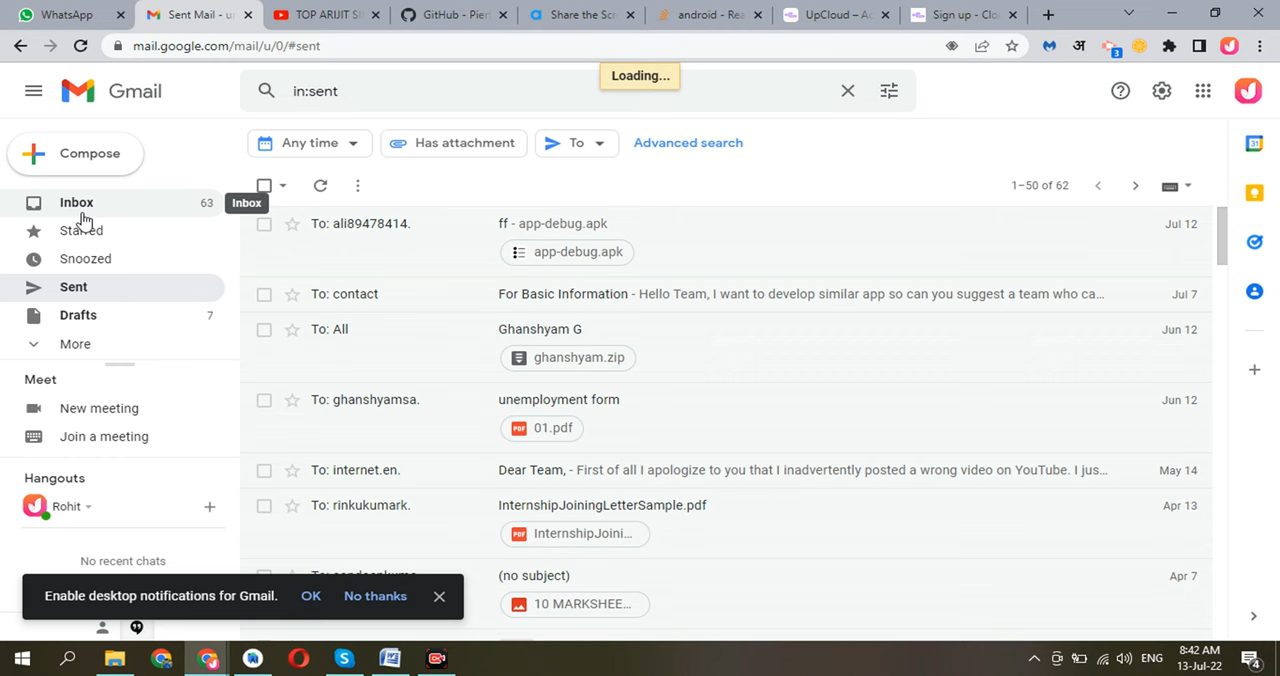 WhatsApp
Sent Mail - u
TOP ARIJIT SI
GitHub - Pier
Share the Scr
android - Rea
UpCloud – A
Sign up - Clo
mail.google.com/mail/u/0/#sent
अ
3
Loading...
Gmail
in:sent
Compose
Any time
Has attachment
To
Advanced search
1–50 of 62
Inbox 63
Inbox
Starred
Snoozed
Sent
Drafts 7
More
Meet
New meeting
Join a meeting
Hangouts
Rohit
No recent chats
To: ali89478414. ff - app-debug.apk Jul 12
app-debug.apk
To: contact For Basic Information - Hello Team, I want to develop similar app so can you suggest a team who ca... Jul 7
To: All Ghanshyam G Jun 12
ghanshyam.zip
To: ghanshyamsa. unemployment form Jun 12
PDF 01.pdf
To: internet.en. Dear Team, - First of all I apologize to you that I inadvertently posted a wrong video on YouTube. I jus... May 14
To: rinkukumark. InternshipJoiningLetterSample.pdf Apr 13
PDF InternshipJoini...
(no subject) Apr 7
10 MARKSHEE...
Enable desktop notifications for Gmail. OK No thanks
ENG
8:42 AM
13-Jul-22
4